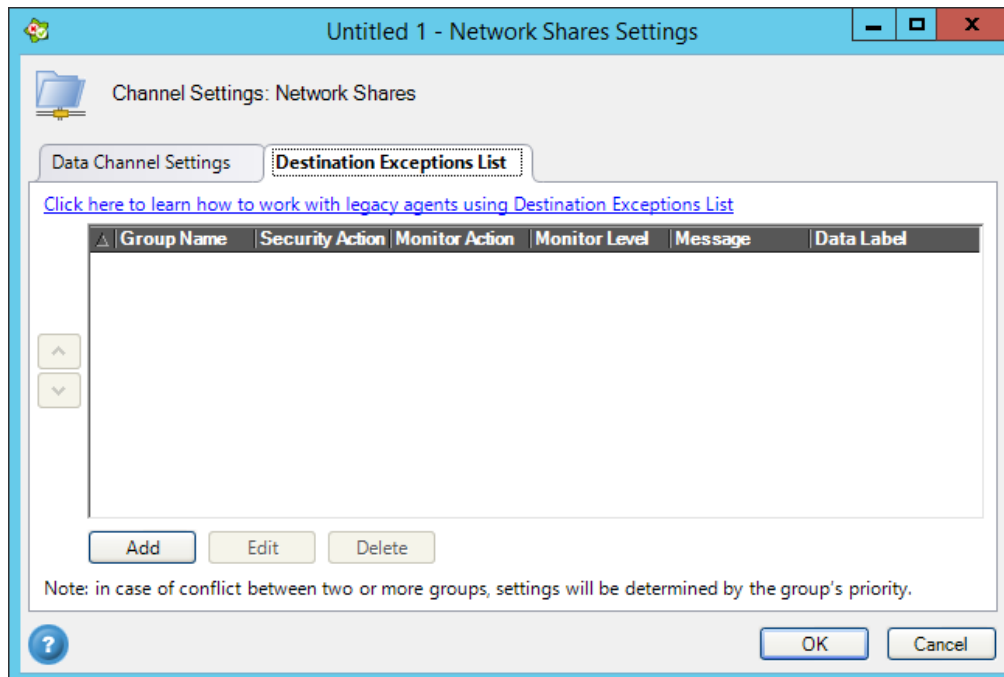 Untitled 1 - Network Shares Settings
Channel Settings: Network Shares
Data Channel Settings Destination Exceptions List
Click here to learn how to work with legacy agents using Destination Exceptions List
Group Name Security Action Monitor Action Monitor Level Message Data Label
Add Edit Delete
Note: in case of conflict between two or more groups, settings will be determined by the group's priority.
? OK Cancel